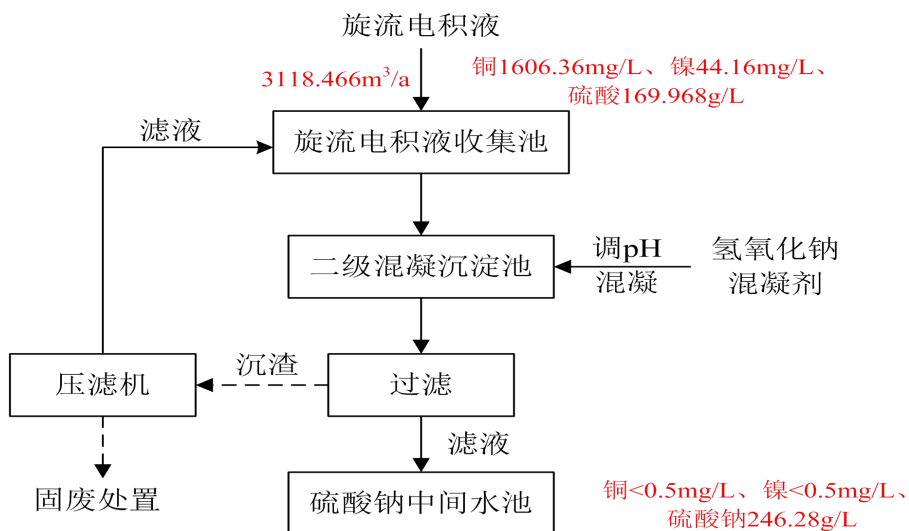 旋流电积液
3118.466m³/a
铜1606.36mg/L、镍44.16mg/L、
硫酸169.968g/L
滤液
旋流电积液收集池
二级混凝沉淀池
调pH
混凝
氢氧化钠
混凝剂
压滤机
沉渣
过滤
滤液
固废处置
硫酸钠中间水池
铜<0.5mg/L、镍<0.5mg/L、
硫酸钠246.28g/L